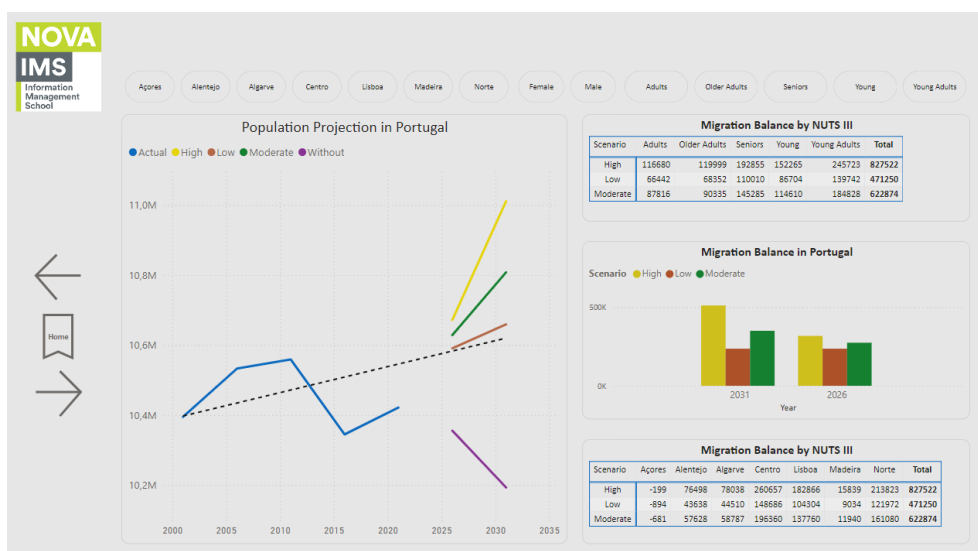 NOVA
IMS
Information
Management
School
Açores Alentejo Algarve Centro Lisboa Madeira Norte Female Male Adults Older Adults Seniors Young Young Adults
Home
Population Projection in Portugal
Actual High Low Moderate Without
11,0M
10,8M
10,6M
10,4M
10,2M
2000 2005 2010 2015 2020 2025 2030 2035
Migration Balance by NUTS III
Scenario Adults Older Adults Seniors Young Young Adults Total
High 116680 119999 192855 152265 245723 827522
Low 66442 68352 110010 86704 139742 471250
Moderate 87816 90335 145285 114610 184828 622874
Migration Balance in Portugal
Scenario High Low Moderate
500K
0K
2031 2026
Year
Migration Balance by NUTS III
Scenario Açores Alentejo Algarve Centro Lisboa Madeira Norte Total
High -199 76498 78038 260657 182866 15839 213823 827522
Low -894 43638 44510 148686 104304 9034 121972 471250
Moderate -681 57628 58787 196360 137760 11940 161080 622874